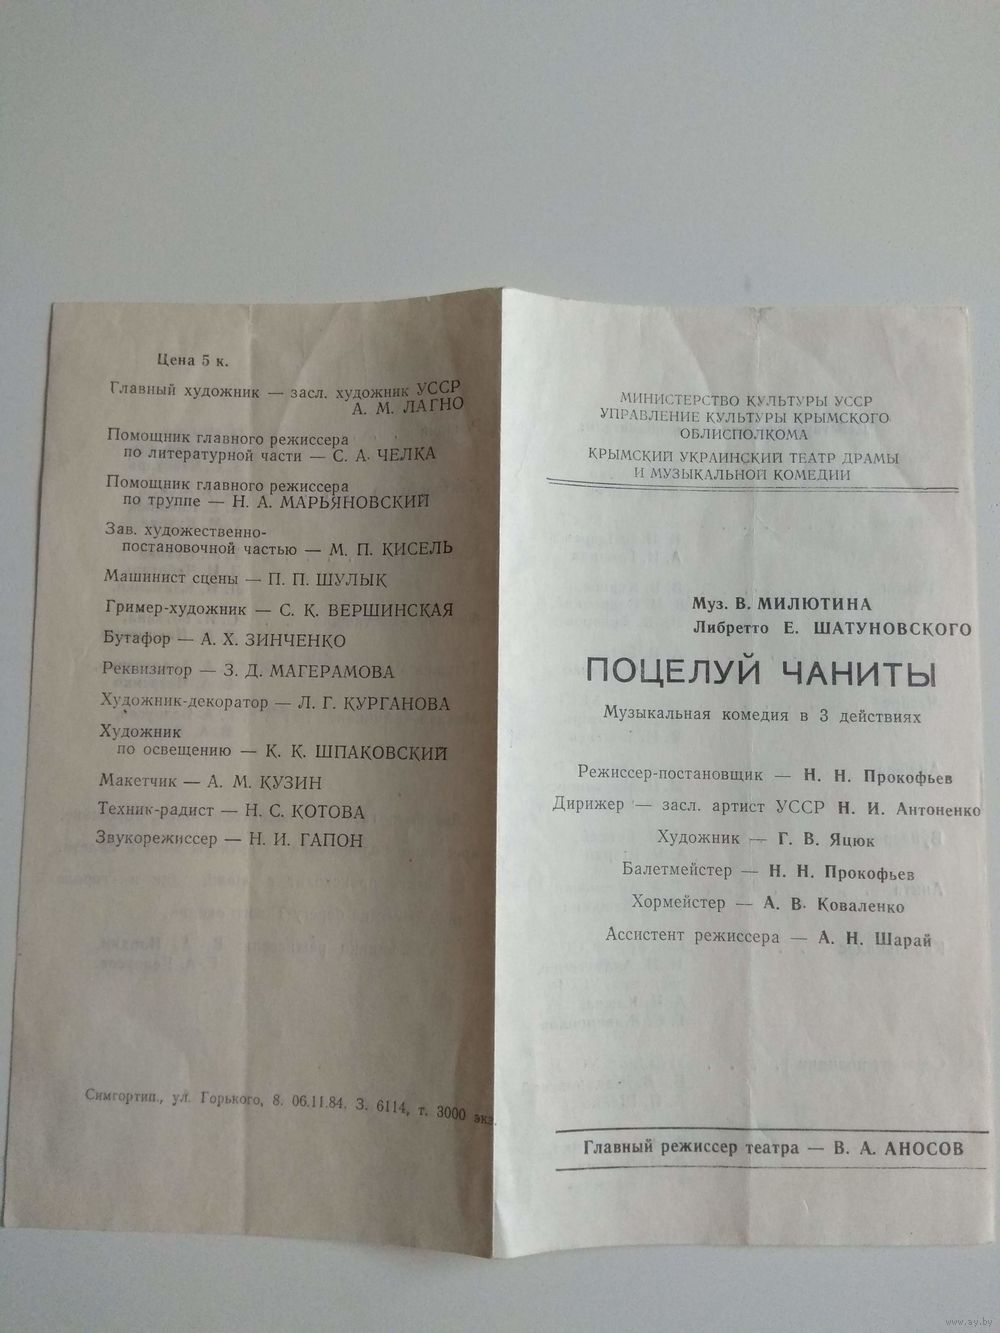 Цена 5 к.
Главный художник — засл. художник УССР
А. М. ЛАГНО
Помощник главного режиссера
по литературной части — С. А. ЧЕЛКА
Помощник главного режиссера
по труппе — Н. А. МАРЬЯНОВСКИЙ
Зав. художественно-
постановочной частью — М. П. КИСЕЛЬ
Машинист сцены — П. П. ШУЛЫК
Гример-художник — С. К. ВЕРШИНСКАЯ
Бутафор — А. Х. ЗИНЧЕНКО
Реквизитор — З. Д. МАГЕРАМОВА
Художник-декоратор — Л. Г. КУРГАНОВА
Художник
по освещению — К. К. ШПАКОВСКИЙ
Макетчик — А. М. КУЗИН
Техник-радист — Н. С. КОТОВА
Звукорежиссер — Н. И. ГАПОН
Симгортип., ул. Горького, 8. 06.11.84. З. 6114, т. 3000 экз.
МИНИСТЕРСТВО КУЛЬТУРЫ УССР
УПРАВЛЕНИЕ КУЛЬТУРЫ КРЫМСКОГО
ОБЛИСПОЛКОМА
КРЫМСКИЙ УКРАИНСКИЙ ТЕАТР ДРАМЫ
И МУЗЫКАЛЬНОЙ КОМЕДИИ
Муз. В. МИЛЮТИНА
Либретто Е. ШАТУНОВСКОГО
ПОЦЕЛУЙ ЧАНИТЫ
Музыкальная комедия в 3 действиях
Режиссер-постановщик — Н. Н. Прокофьев
Дирижер — засл. артист УССР Н. И. Антоненко
Художник — Г. В. Яцюк
Балетмейстер — Н. Н. Прокофьев
Хормейстер — А. В. Коваленко
Ассистент режиссера — А. Н. Шарай
Главный режиссер театра — В. А. АНОСОВ
www.ay.by